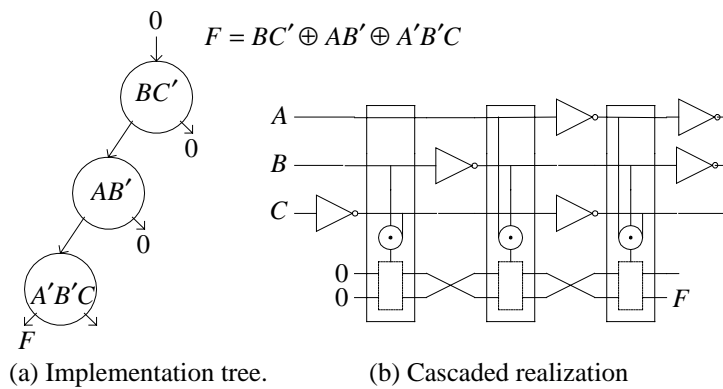 0
F = BC′ ⊕ AB′ ⊕ A′B′C
BC′
0
AB′
0
A′B′C
F
A
B
C
0
0
F
(a) Implementation tree.
(b) Cascaded realization